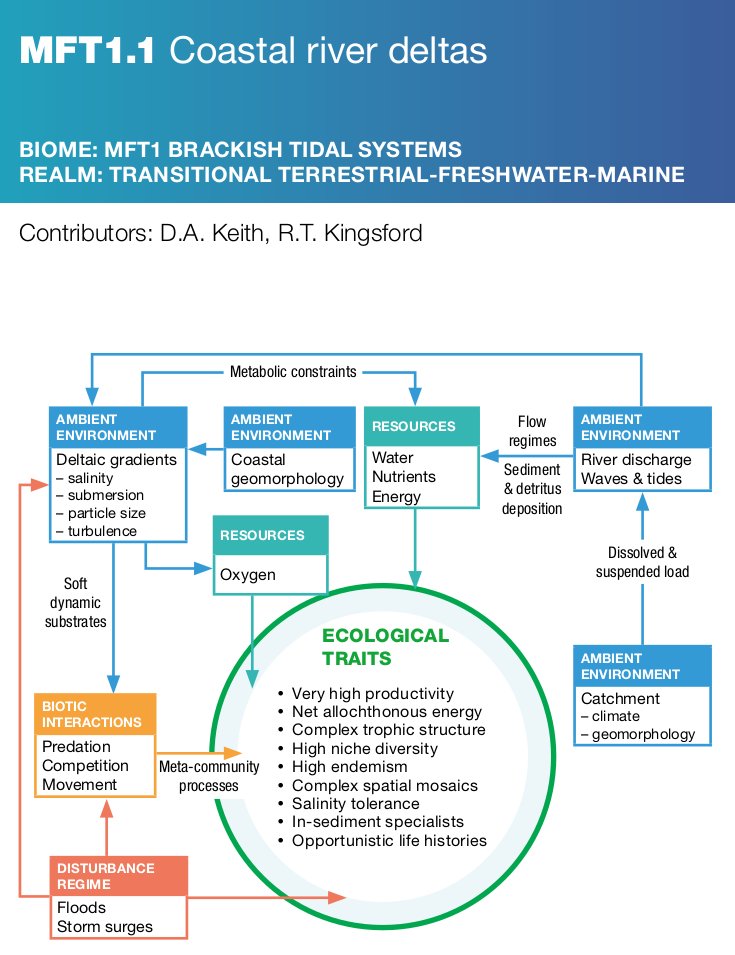 MFT1.1 Coastal river deltas
BIOME: MFT1 BRACKISH TIDAL SYSTEMS
REALM: TRANSITIONAL TERRESTRIAL-FRESHWATER-MARINE
Contributors: D.A. Keith, R.T. Kingsford
Metabolic constraints
AMBIENT
ENVIRONMENT
Deltaic gradients
– salinity
– submersion
– particle size
– turbulence
AMBIENT
ENVIRONMENT
Coastal
geomorphology
RESOURCES
Water
Nutrients
Energy
Flow
regimes
Sediment
& detritus
deposition
AMBIENT
ENVIRONMENT
River discharge
Waves & tides
RESOURCES
Oxygen
Dissolved &
suspended load
Soft
dynamic
substrates
AMBIENT
ENVIRONMENT
Catchment
– climate
– geomorphology
ECOLOGICAL
TRAITS
• Very high productivity
• Net allochthonous energy
• Complex trophic structure
• High niche diversity
• High endemism
• Complex spatial mosaics
• Salinity tolerance
• In-sediment specialists
• Opportunistic life histories
BIOTIC
INTERACTIONS
Predation
Competition
Movement
Meta-community
processes
DISTURBANCE
REGIME
Floods
Storm surges